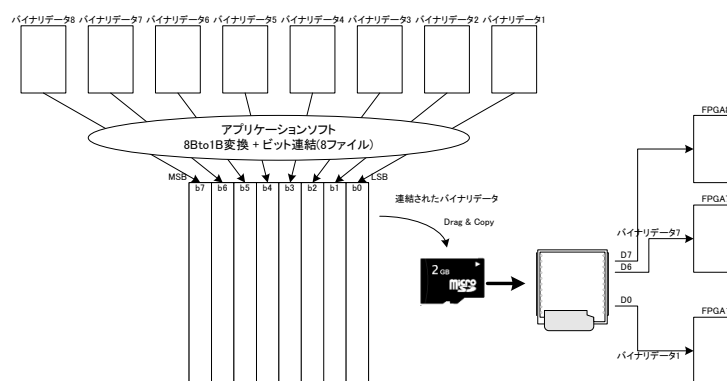 バイナリデータ8 バイナリデータ7 バイナリデータ6 バイナリデータ5 バイナリデータ4 バイナリデータ3 バイナリデータ2 バイナリデータ1
アプリケーションソフト
8Bto1B変換 + ビット連結(8ファイル)
MSB
LSB
b7 b6 b5 b4 b3 b2 b1 b0
連結されたバイナリデータ
Drag & Copy
2 GB
micro
SD
FPGA8
FPGA7
バイナリデータ7
D7
D6
D0
FPGA1
バイナリデータ1